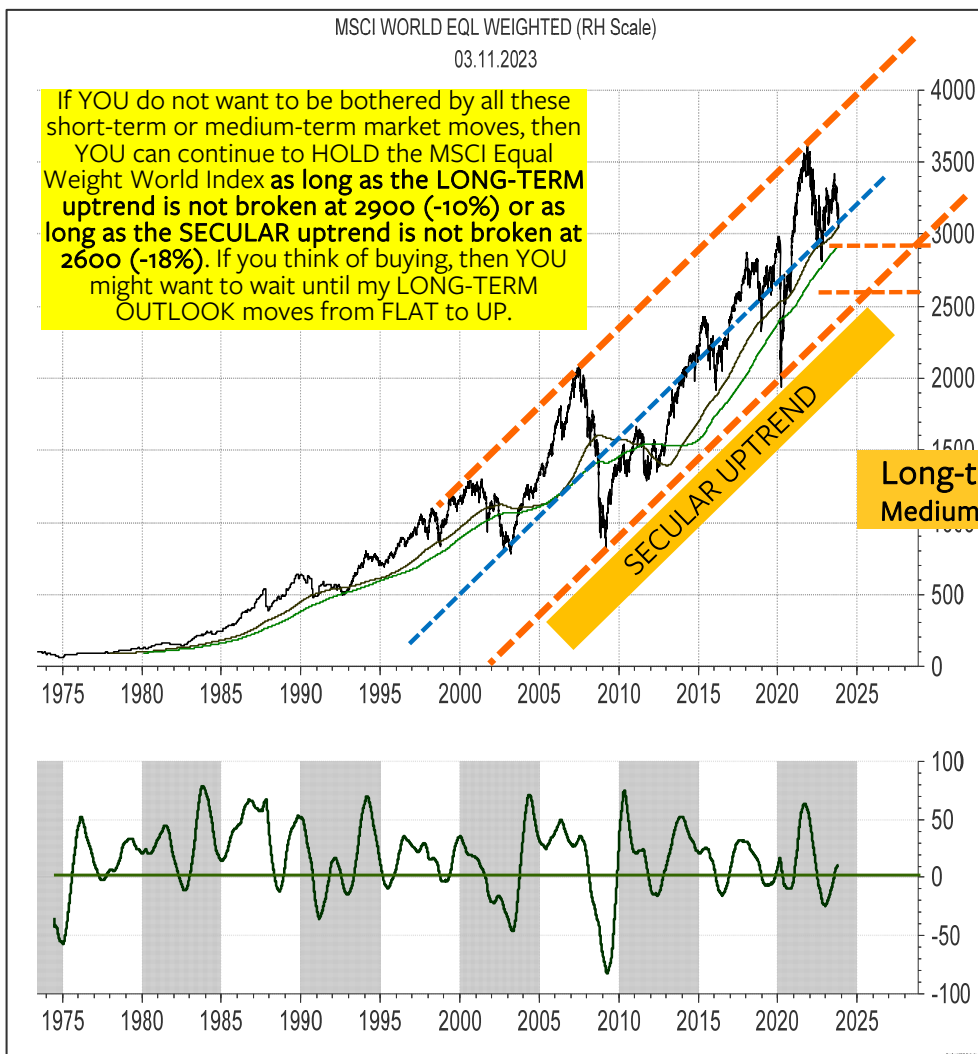 MSCI WORLD EQL WEIGHTED (RH Scale)
03.11.2023
If YOU do not want to be bothered by all these
short-term or medium-term market moves, then
YOU can continue to HOLD the MSCI Equal
Weight World Index as long as the LONG-TERM
uptrend is not broken at 2900 (-10%) or as
long as the SECULAR uptrend is not broken at
2600 (-18%). If you think of buying, then YOU
might want to wait until my LONG-TERM
OUTLOOK moves from FLAT to UP.
4000
3500
3000
2500
2000
500
0
SECULAR UPTREND
Long-t
Medium
1975 1980 1985 1990 1995 2000 2005 2010 2015 2020 2025
100
50
0
-50
-100
1975 1980 1985 1990 1995 2000 2005 2010 2015 2020 2025